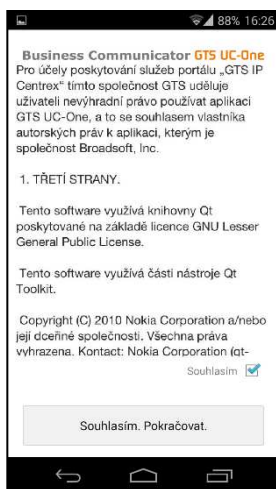 88% 16:26
Business Communicator GTS UC-One
Pro účely poskytování služeb portálu „GTS IP
Centrex" tímto společnost GTS uděluje
uživateli nevýhradní právo používat aplikaci
GTS UC-One, a to se souhlasem vlastníka
autorských práv k aplikaci, kterým je
společnost Broadsoft, Inc.
1. TŘETÍ STRANY.
Tento software využívá knihovny Qt
poskytované na základě licence GNU Lesser
General Public License.
Tento software využívá části nástroje Qt
Toolkit.
Copyright (C) 2010 Nokia Corporation a/nebo
její dceřiné společnosti. Všechna práva
vyhrazena. Kontakt: Nokia Corporation (qt-
Souhlasím
Souhlasím. Pokračovat.